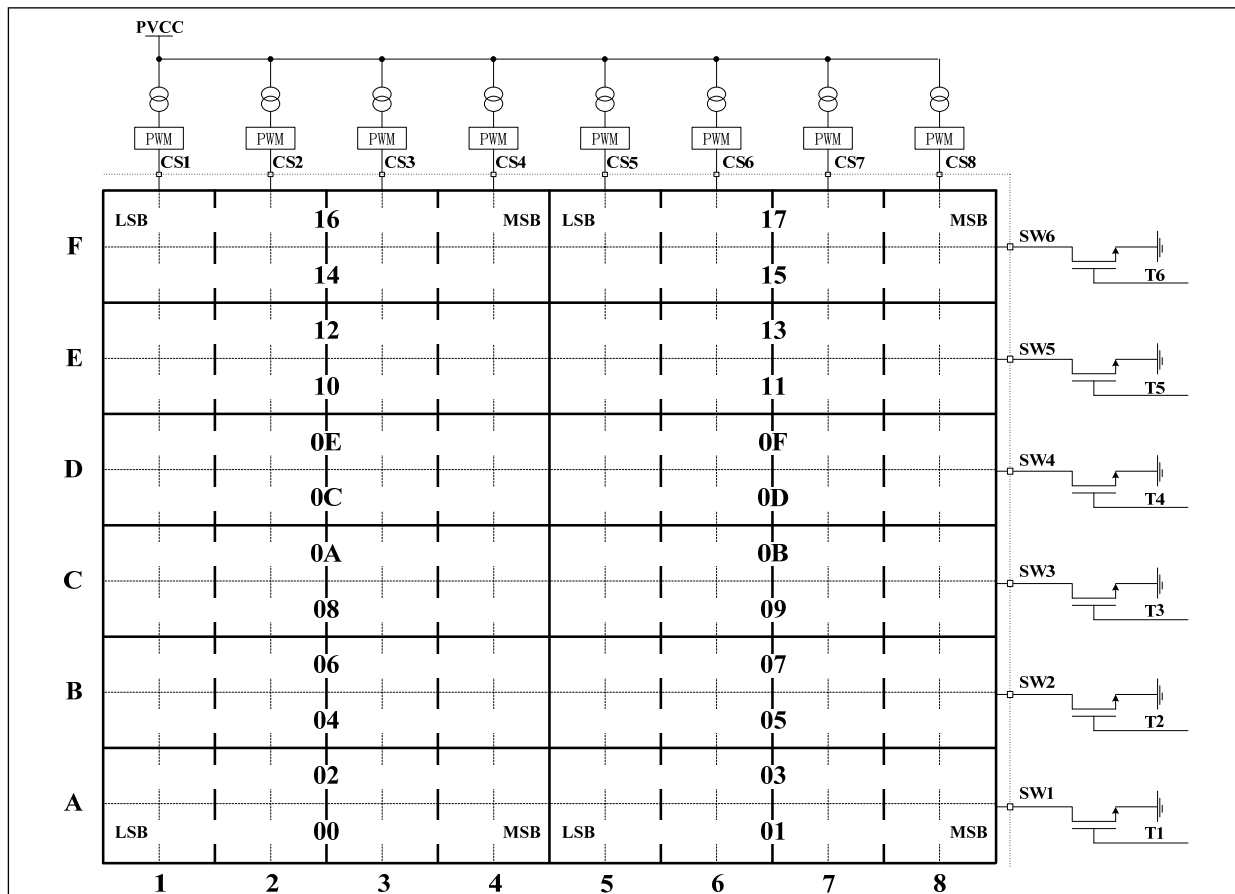 PVCC
PWM PWM PWM PWM PWM PWM PWM PWM
CS1 CS2 CS3 CS4 CS5 CS6 CS7 CS8
LSB 16 MSB LSB 17 MSB
F SW6
14 15 T6
12 13
E SW5
10 11 T5
0E 0F
D SW4
0C 0D T4
0A 0B
C SW3
08 09 T3
06 07
B SW2
04 05 T2
02 03
A SW1
LSB 00 MSB LSB 01 MSB T1
1 2 3 4 5 6 7 8